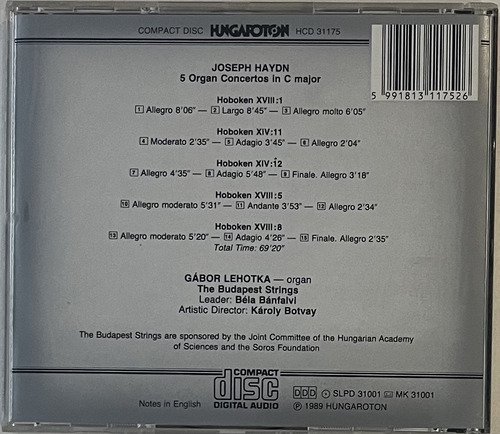 COMPACT DISC HUNGAROTON HCD 31175
JOSEPH HAYDN
5 Organ Concertos in C major
5 991813 117526
Hoboken XVIII:1
1 Allegro 8'06" — 2 Largo 8'45" — 3 Allegro molto 6'05"
Hoboken XIV:11
4 Moderato 2'35" — 5 Adagio 3'45" — 6 Allegro 2'04"
Hoboken XIV:12
7 Allegro 4'35" — 8 Adagio 5'48" — 9 Finale. Allegro 3'18"
Hoboken XVIII:5
10 Allegro moderato 5'31" — 11 Andante 3'53" — 12 Allegro 2'34"
Hoboken XVIII:8
13 Allegro moderato 5'20" — 14 Adagio 4'26" — 15 Finale. Allegro 2'35"
Total Time: 69'20"
GÁBOR LEHOTKA — organ
The Budapest Strings
Leader: Béla Bánfalvi
Artistic Director: Károly Botvay
The Budapest Strings are sponsored by the Joint Committee of the Hungarian Academy
of Sciences and the Soros Foundation
Notes in English
COMPACT
disc
DIGITAL AUDIO
DDD SLPD 31001 MK 31001
℗ 1989 HUNGAROTON